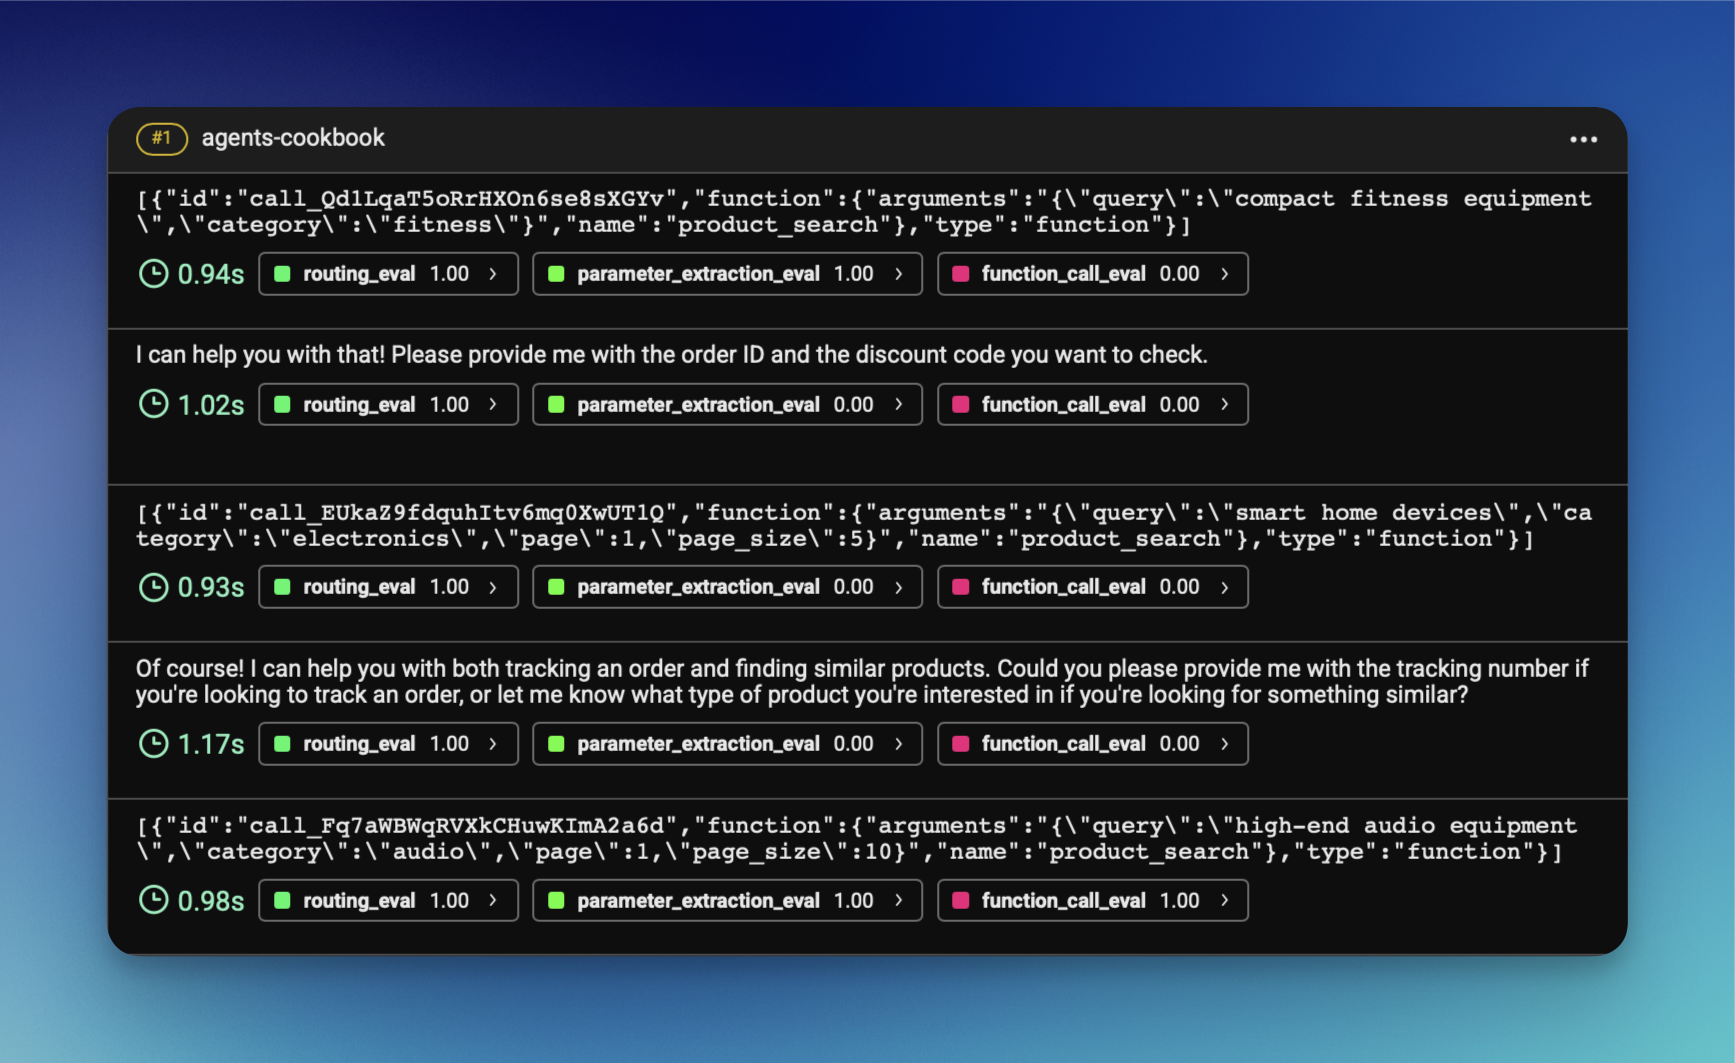 #1 agents-cookbook
[{"id":"call_Qd1LqaT5oRrHXOn6se8sXGYv","function":{"arguments":"{\"query\":\"compact fitness equipment
\",\"category\":\"fitness\"}","name":"product_search"},"type":"function"}]
0.94s routing_eval 1.00 parameter_extraction_eval 1.00 function_call_eval 0.00
I can help you with that! Please provide me with the order ID and the discount code you want to check.
1.02s routing_eval 1.00 parameter_extraction_eval 0.00 function_call_eval 0.00
[{"id":"call_EUkaZ9fdquhItv6mq0XwUT1Q","function":{"arguments":"{\"query\":\"smart home devices\",\"ca
tegory\":\"electronics\",\"page\":1,\"page_size\":5}","name":"product_search"},"type":"function"}]
0.93s routing_eval 1.00 parameter_extraction_eval 0.00 function_call_eval 0.00
Of course! I can help you with both tracking an order and finding similar products. Could you please provide me with the tracking number if
you're looking to track an order, or let me know what type of product you're interested in if you're looking for something similar?
1.17s routing_eval 1.00 parameter_extraction_eval 0.00 function_call_eval 0.00
[{"id":"call_Fq7aWBWqRVXkCHuwKImA2a6d","function":{"arguments":"{\"query\":\"high-end audio equipment
\",\"category\":\"audio\",\"page\":1,\"page_size\":10}","name":"product_search"},"type":"function"}]
0.98s routing_eval 1.00 parameter_extraction_eval 1.00 function_call_eval 1.00